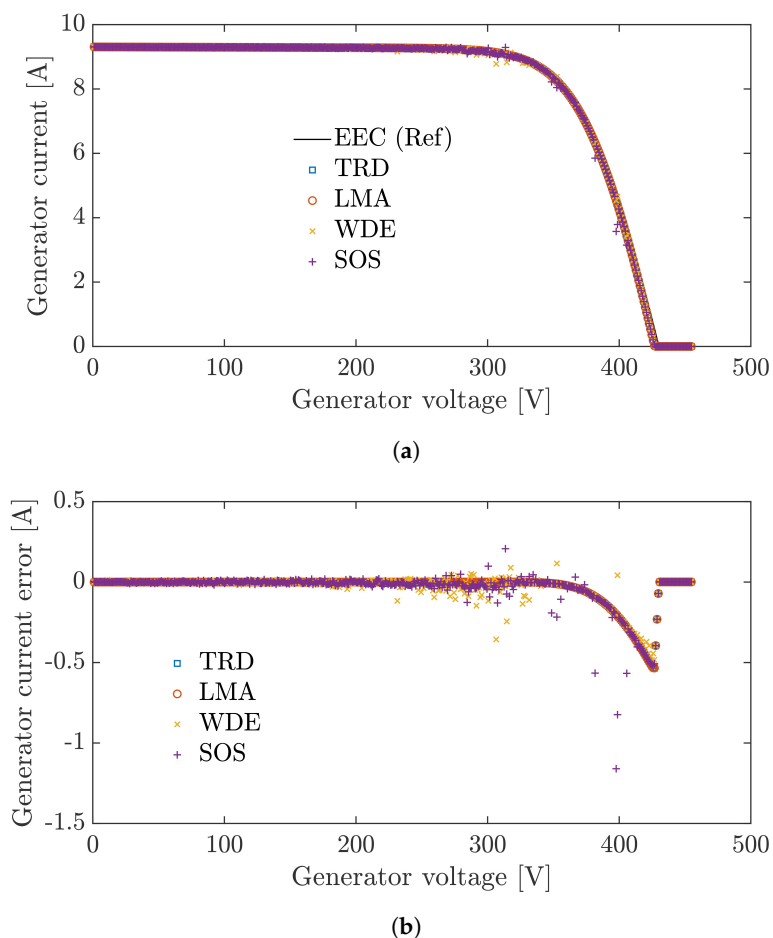 10
8
6
4
2
0
Generator current [A]
EEC (Ref)
TRD
LMA
WDE
SOS
0 100 200 300 400 500
Generator voltage [V]
(a)
0.5
0
-0.5
-1
-1.5
Generator current error [A]
TRD
LMA
WDE
SOS
0 100 200 300 400 500
Generator voltage [V]
(b)